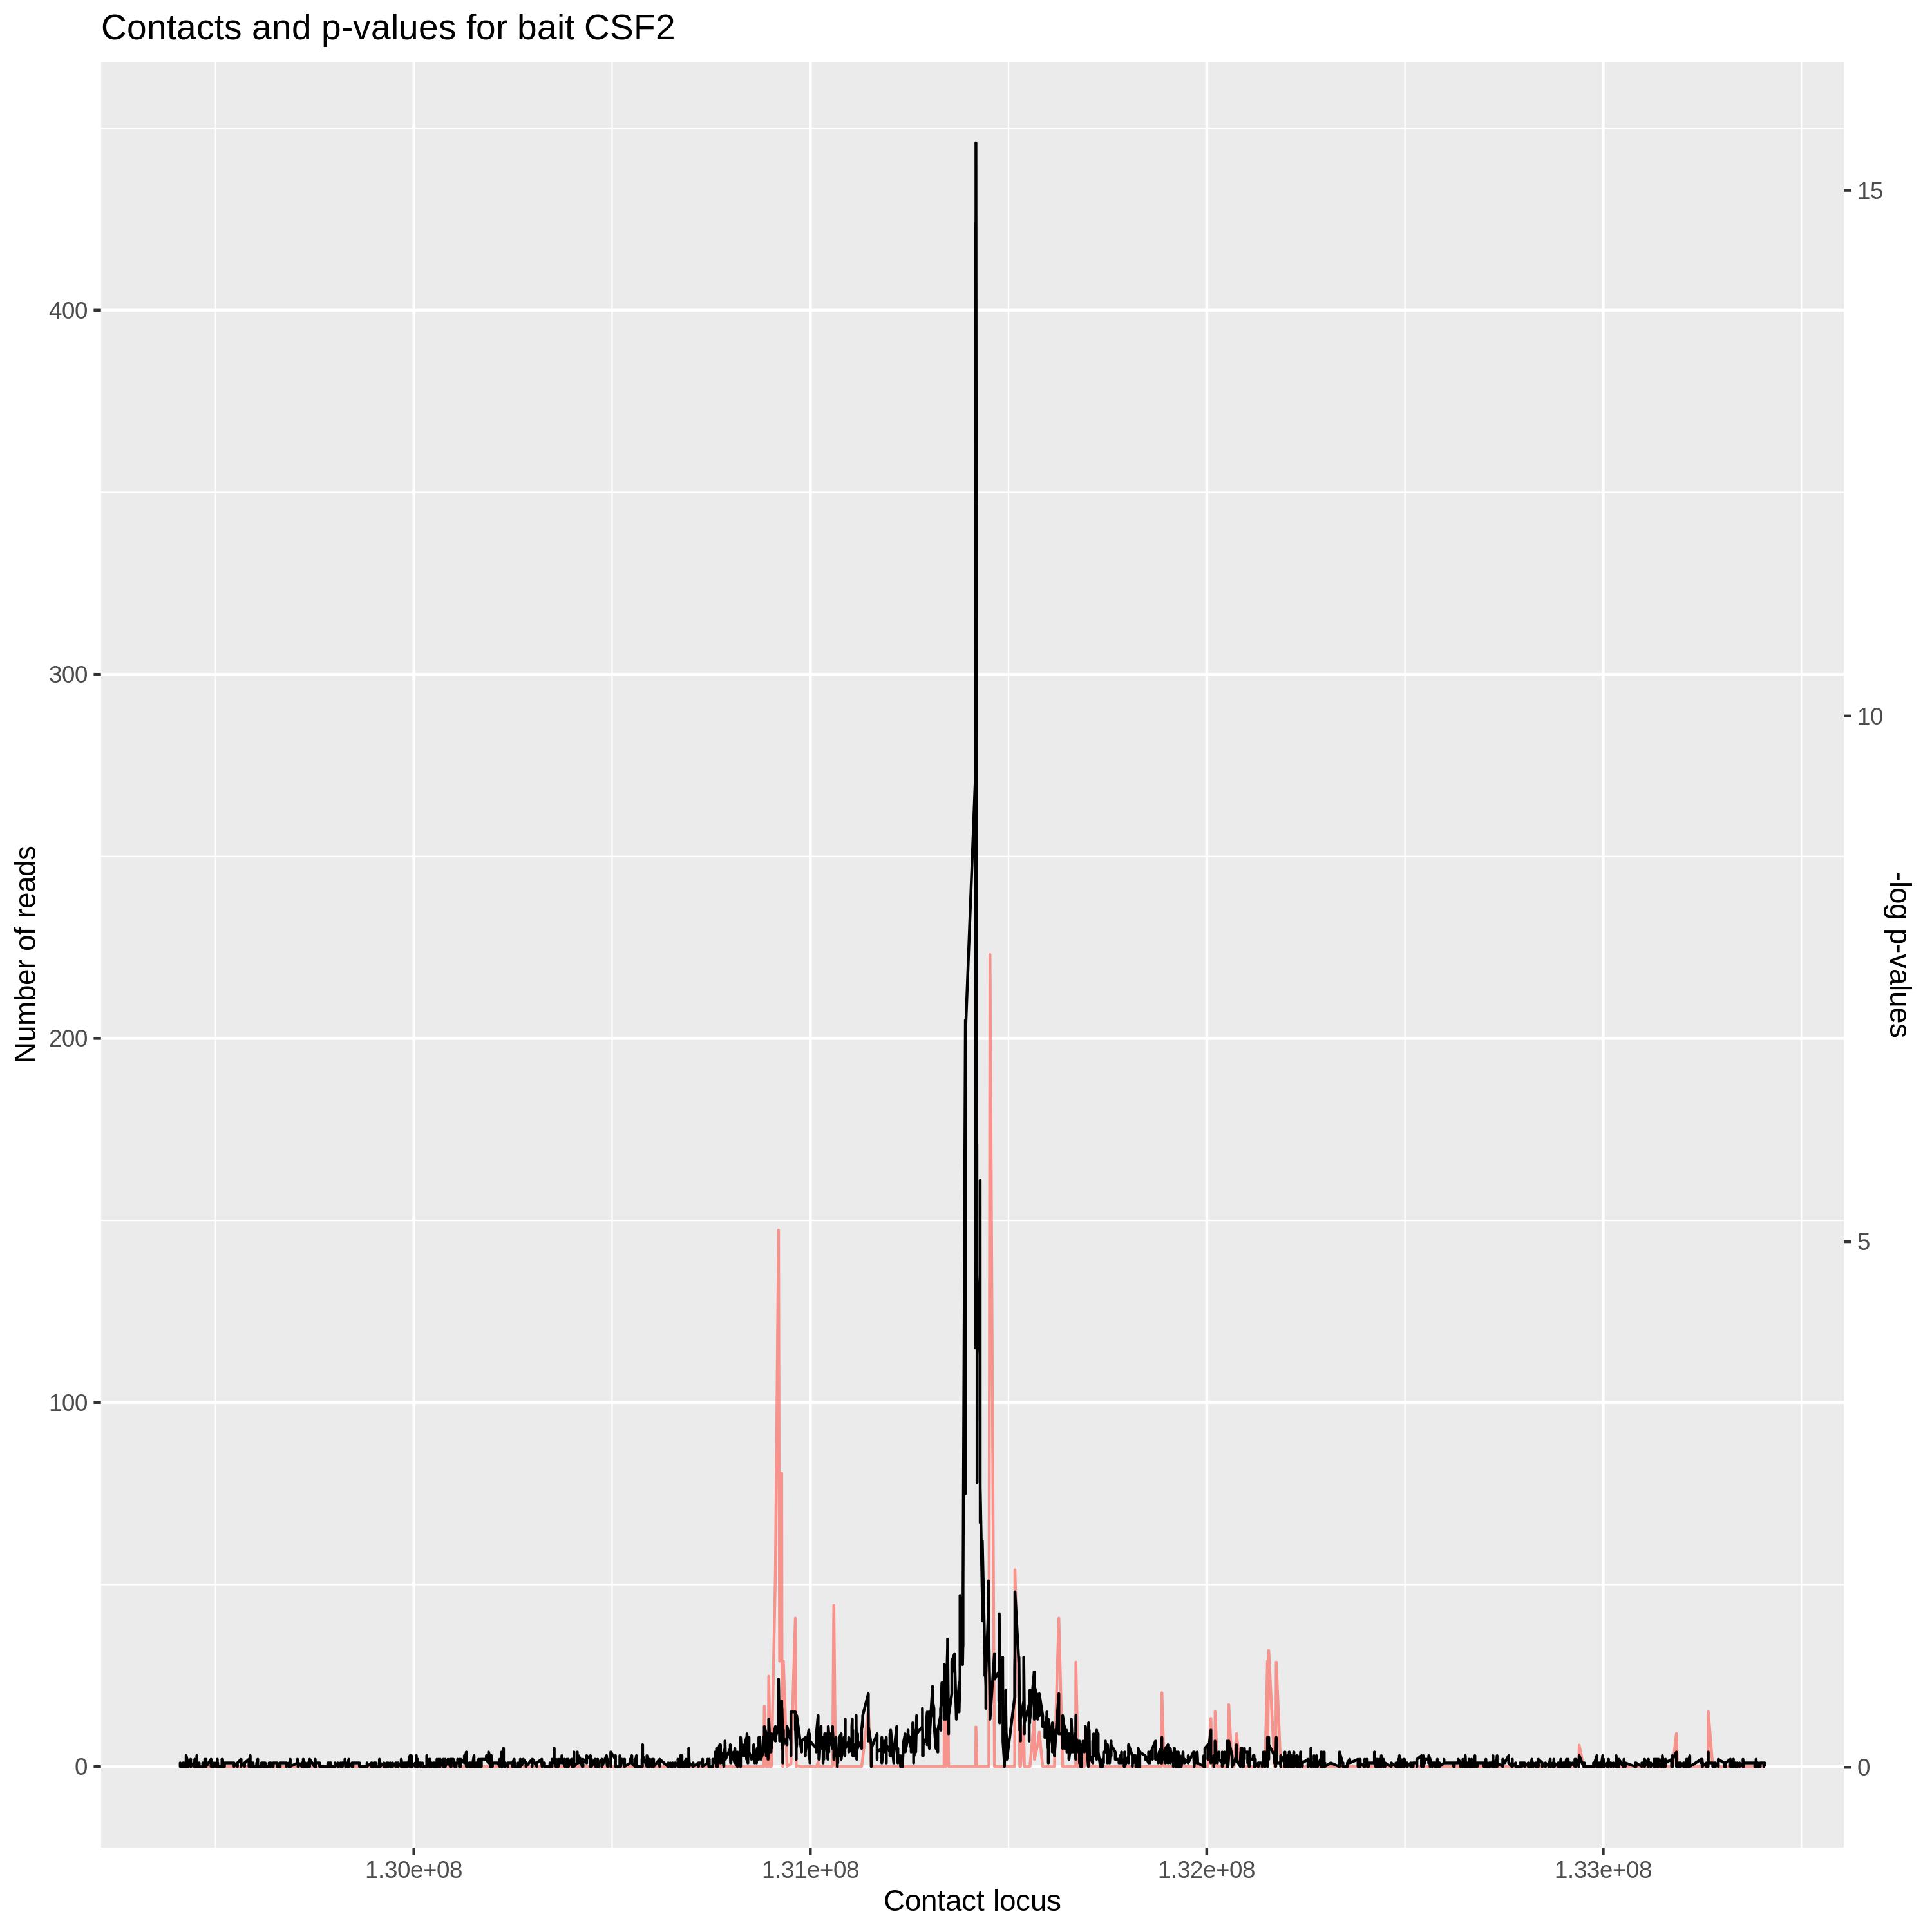 Contacts and p-values for bait CSF2
Number of reads
400
300
200
100
0
15
10
5
0
-log p-values
1.30e+08
1.31e+08
1.32e+08
1.33e+08
Contact locus